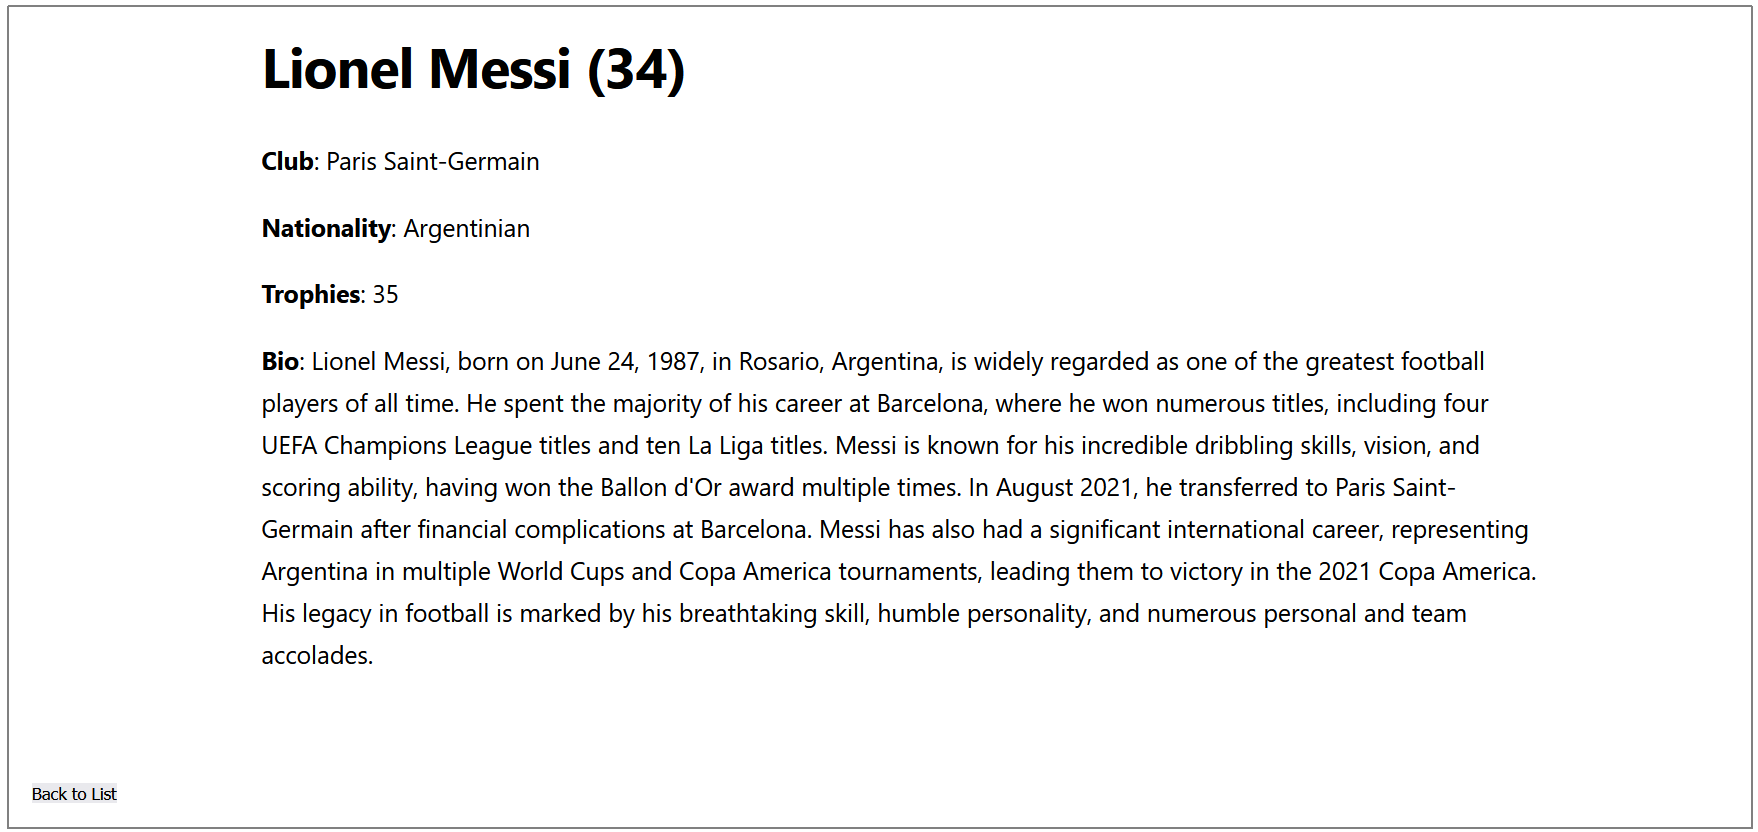 Lionel Messi (34)
Club: Paris Saint-Germain
Nationality: Argentinian
Trophies: 35
Bio: Lionel Messi, born on June 24, 1987, in Rosario, Argentina, is widely regarded as one of the greatest football
players of all time. He spent the majority of his career at Barcelona, where he won numerous titles, including four
UEFA Champions League titles and ten La Liga titles. Messi is known for his incredible dribbling skills, vision, and
scoring ability, having won the Ballon d'Or award multiple times. In August 2021, he transferred to Paris Saint-
Germain after financial complications at Barcelona. Messi has also had a significant international career, representing
Argentina in multiple World Cups and Copa America tournaments, leading them to victory in the 2021 Copa America.
His legacy in football is marked by his breathtaking skill, humble personality, and numerous personal and team
accolades.
Back to List